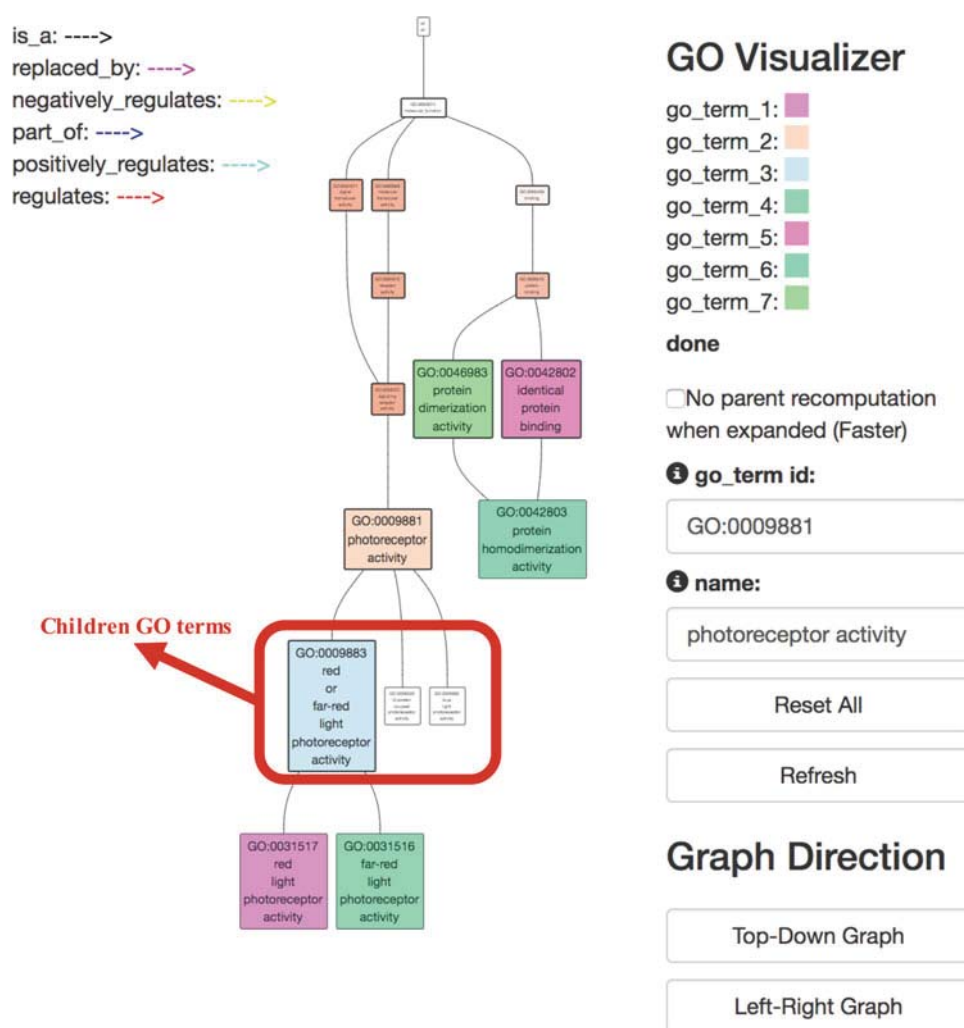 is_a: ---->
replaced_by: ---->
negatively_regulates: ---->
part_of: ---->
positively_regulates: ---->
regulates: ---->
binding
GO:0046983
protein
dimerization
activity
GO:0042802
identical
protein
binding
GO:0042803
protein
homodimerization
activity
GO:0009881
photoreceptor
activity
Children GO terms
GO:0009883
red
or
far-red
light
photoreceptor
activity
GO:0031517
red
light
photoreceptor
activity
GO:0031516
far-red
light
photoreceptor
activity
GO Visualizer
go_term_1:
go_term_2:
go_term_3:
go_term_4:
go_term_5:
go_term_6:
go_term_7:
done
No parent recomputation
when expanded (Faster)
go_term id:
GO:0009881
name:
photoreceptor activity
Reset All
Refresh
Graph Direction
Top-Down Graph
Left-Right Graph